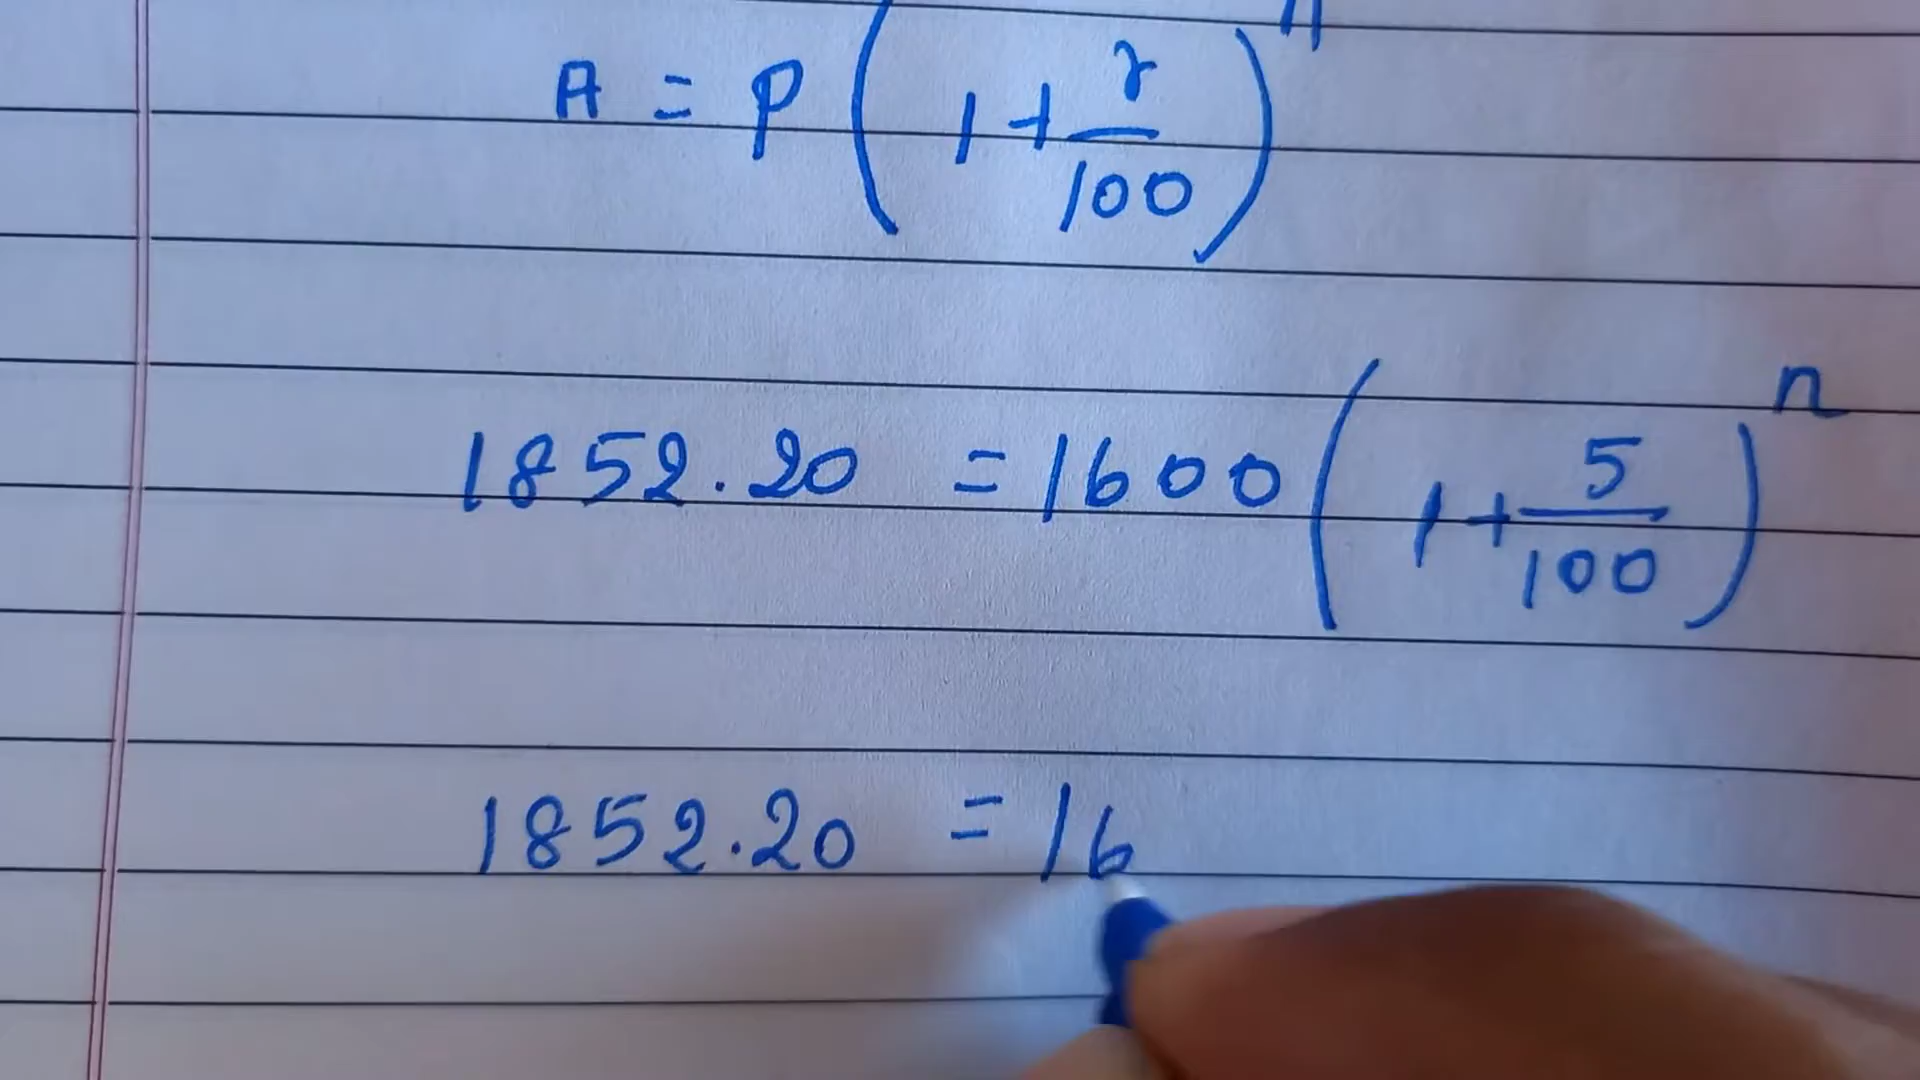 A = P ( 1 + r/100 )^n
1852.20 = 1600 ( 1 + 5/100 )^n
1852.20 = 16